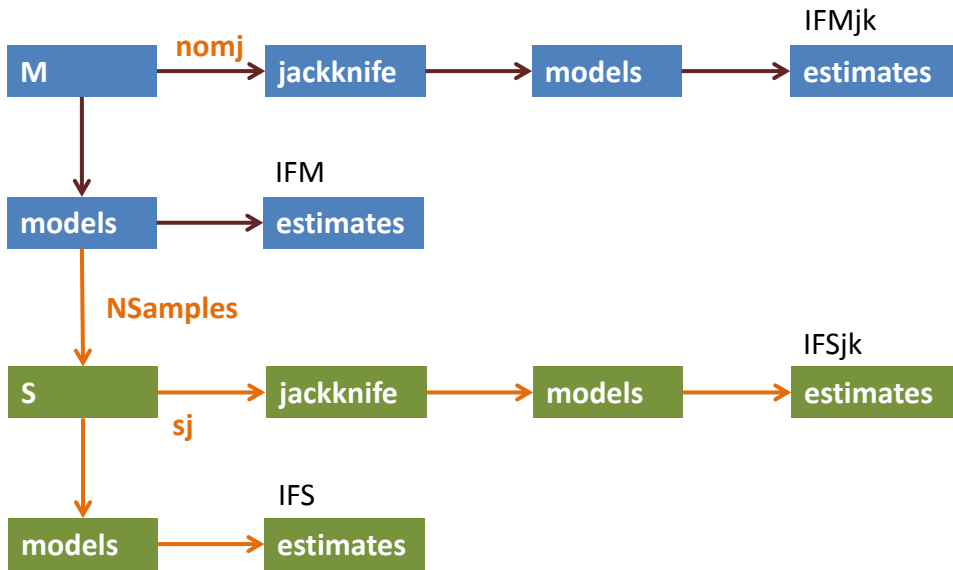 IFMjk
nomj
M
jackknife
models
estimates
IFM
models
estimates
NSamples
IFSjk
S
jackknife
models
estimates
sj
IFS
models
estimates